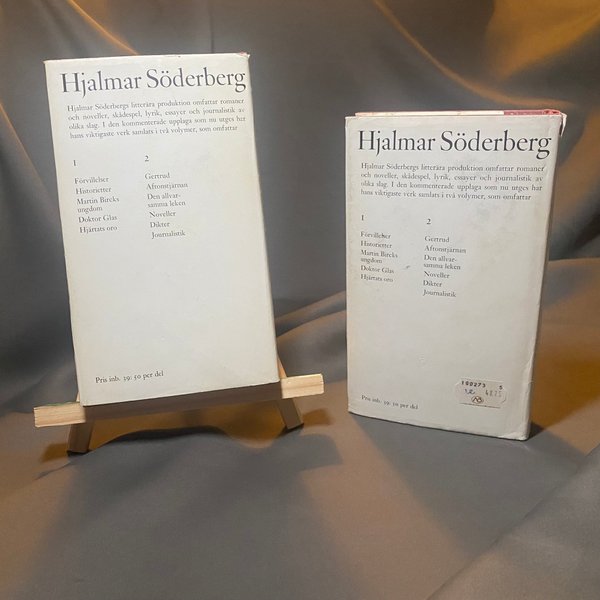 Hjalmar Söderberg
Hjalmar Söderbergs litterära produktion omfattar romaner
och noveller, skådespel, lyrik, essayer och journalistik av
olika slag. I den kommenterade upplaga som nu utges har
hans viktigaste verk samlats i två volymer, som omfattar
1
Förvillelser
Historietter
Martin Bircks
ungdom
Doktor Glas
Hjärtats oro
2
Gertrud
Aftonstjärnan
Den allvar-
samma leken
Noveller
Dikter
Journalistik
Pris inb. 39: 50 per del
Hjalmar Söderberg
Hjalmar Söderbergs litterära produktion omfattar romaner
och noveller, skådespel, lyrik, essayer och journalistik av
olika slag. I den kommenterade upplaga som nu utges har
hans viktigaste verk samlats i två volymer, som omfattar
1
Förvillelser
Historietter
Martin Bircks
ungdom
Doktor Glas
Hjärtats oro
2
Gertrud
Aftonstjärnan
Den allvar-
samma leken
Noveller
Dikter
Journalistik
Pris inb. 39: 50 per del